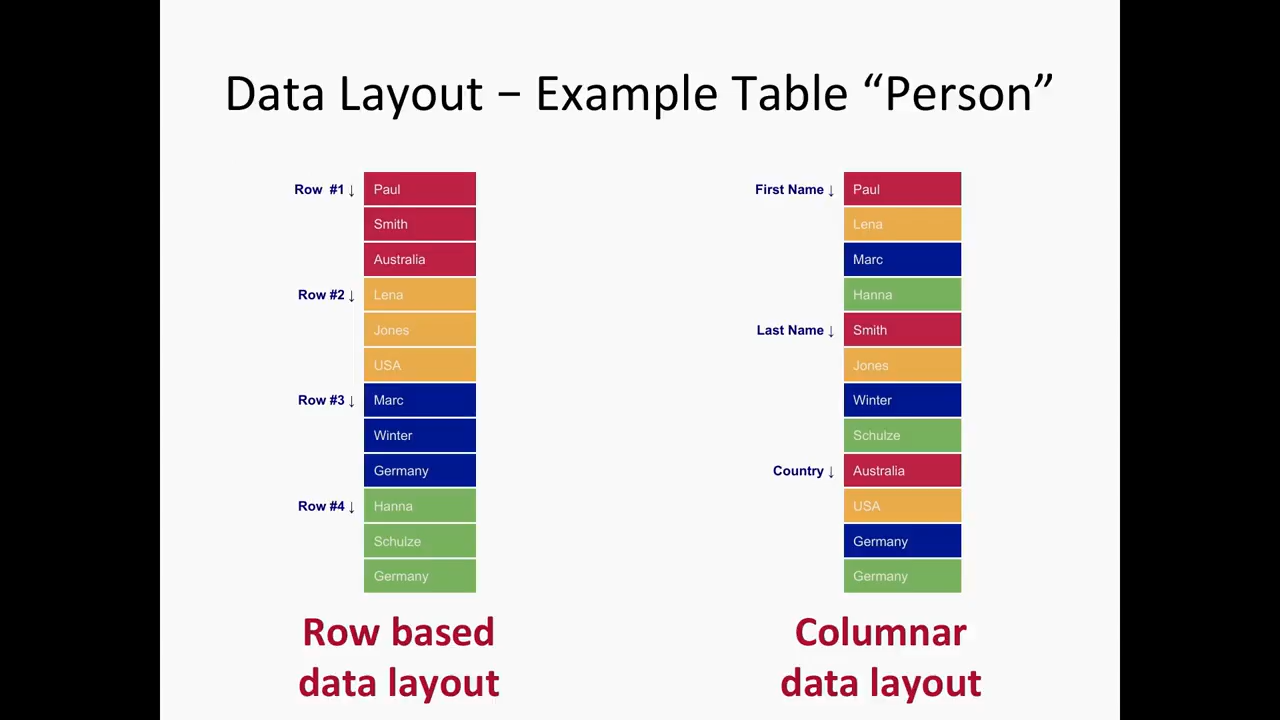 Data Layout – Example Table “Person”
Row #1 ↓ Paul
Smith
Australia
Row #2 ↓ Lena
Jones
USA
Row #3 ↓ Marc
Winter
Germany
Row #4 ↓ Hanna
Schulze
Germany
Row based
data layout
First Name ↓ Paul
Lena
Marc
Hanna
Last Name ↓ Smith
Jones
Winter
Schulze
Country ↓ Australia
USA
Germany
Germany
Columnar
data layout